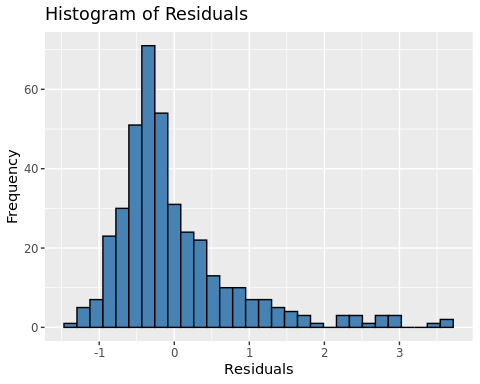 Histogram of Residuals
60
40
20
0
Frequency
-1 0 1 2 3
Residuals